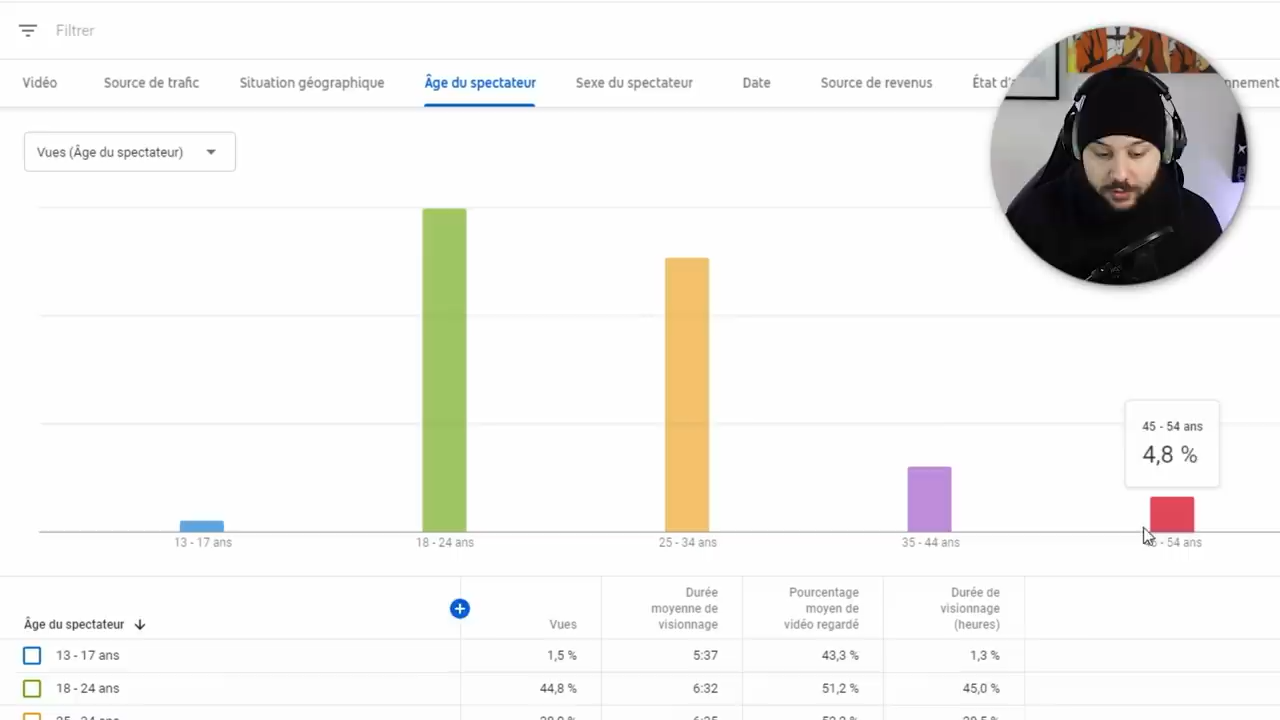 Filtrer
Vidéo Source de trafic Situation géographique Âge du spectateur Sexe du spectateur Date Source de revenus État d' nnement
Vues (Âge du spectateur)
45 - 54 ans
4,8 %
13 - 17 ans 18 - 24 ans 25 - 34 ans 35 - 44 ans 54 ans
Âge du spectateur Vues Durée moyenne de visionnage Pourcentage moyen de vidéo regardé Durée de visionnage (heures)
13 - 17 ans 1,5 % 5:37 43,3 % 1,3 %
18 - 24 ans 44,8 % 6:32 51,2 % 45,0 %